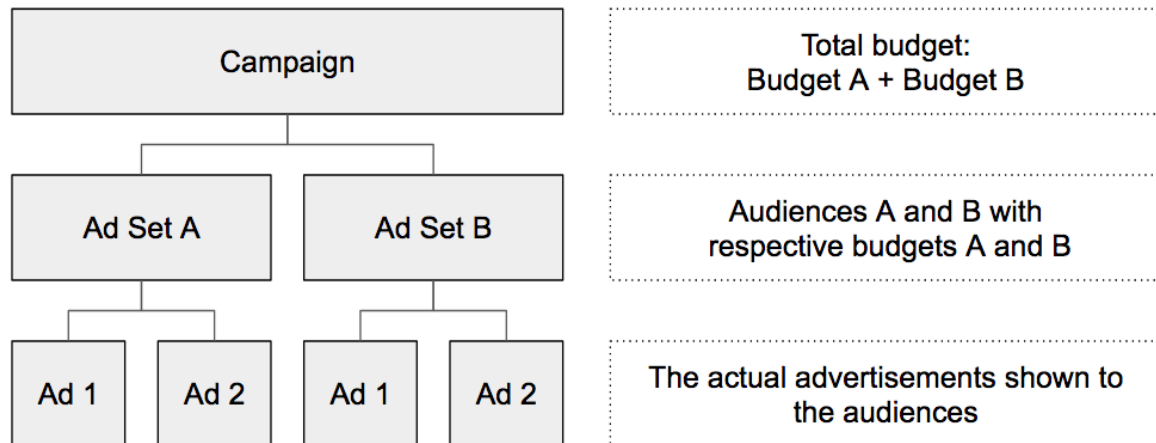 Campaign
Total budget:
Budget A + Budget B
Ad Set A
Ad Set B
Audiences A and B with
respective budgets A and B
Ad 1
Ad 2
Ad 1
Ad 2
The actual advertisements shown to
the audiences